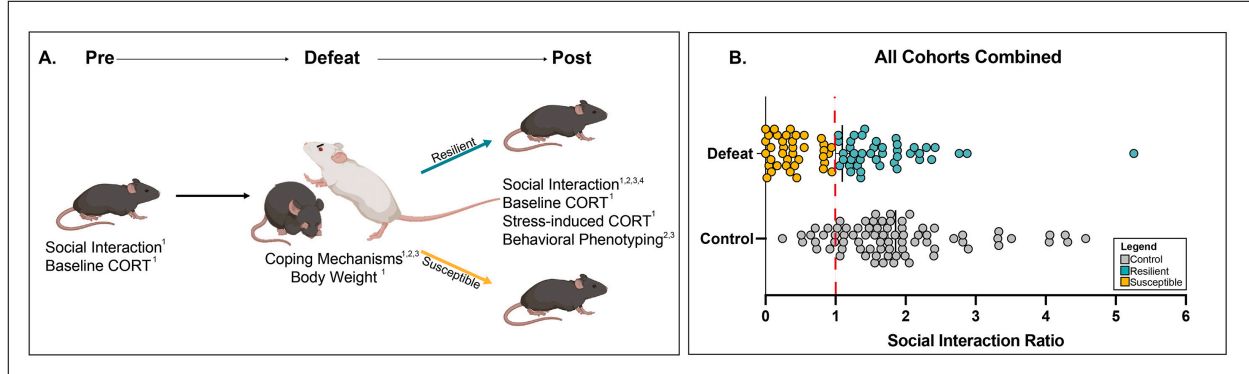 A. Pre Defeat Post
Resilient
Social Interaction1,2,3,4
Baseline CORT1
Stress-induced CORT1
Behavioral Phenotyping2,3
Social Interaction1
Baseline CORT1
Coping Mechanisms1,2,3
Body Weight 1
Susceptible
B. All Cohorts Combined
Defeat
Control
Legend
Control
Resilient
Susceptible
0 1 2 3 4 5 6
Social Interaction Ratio